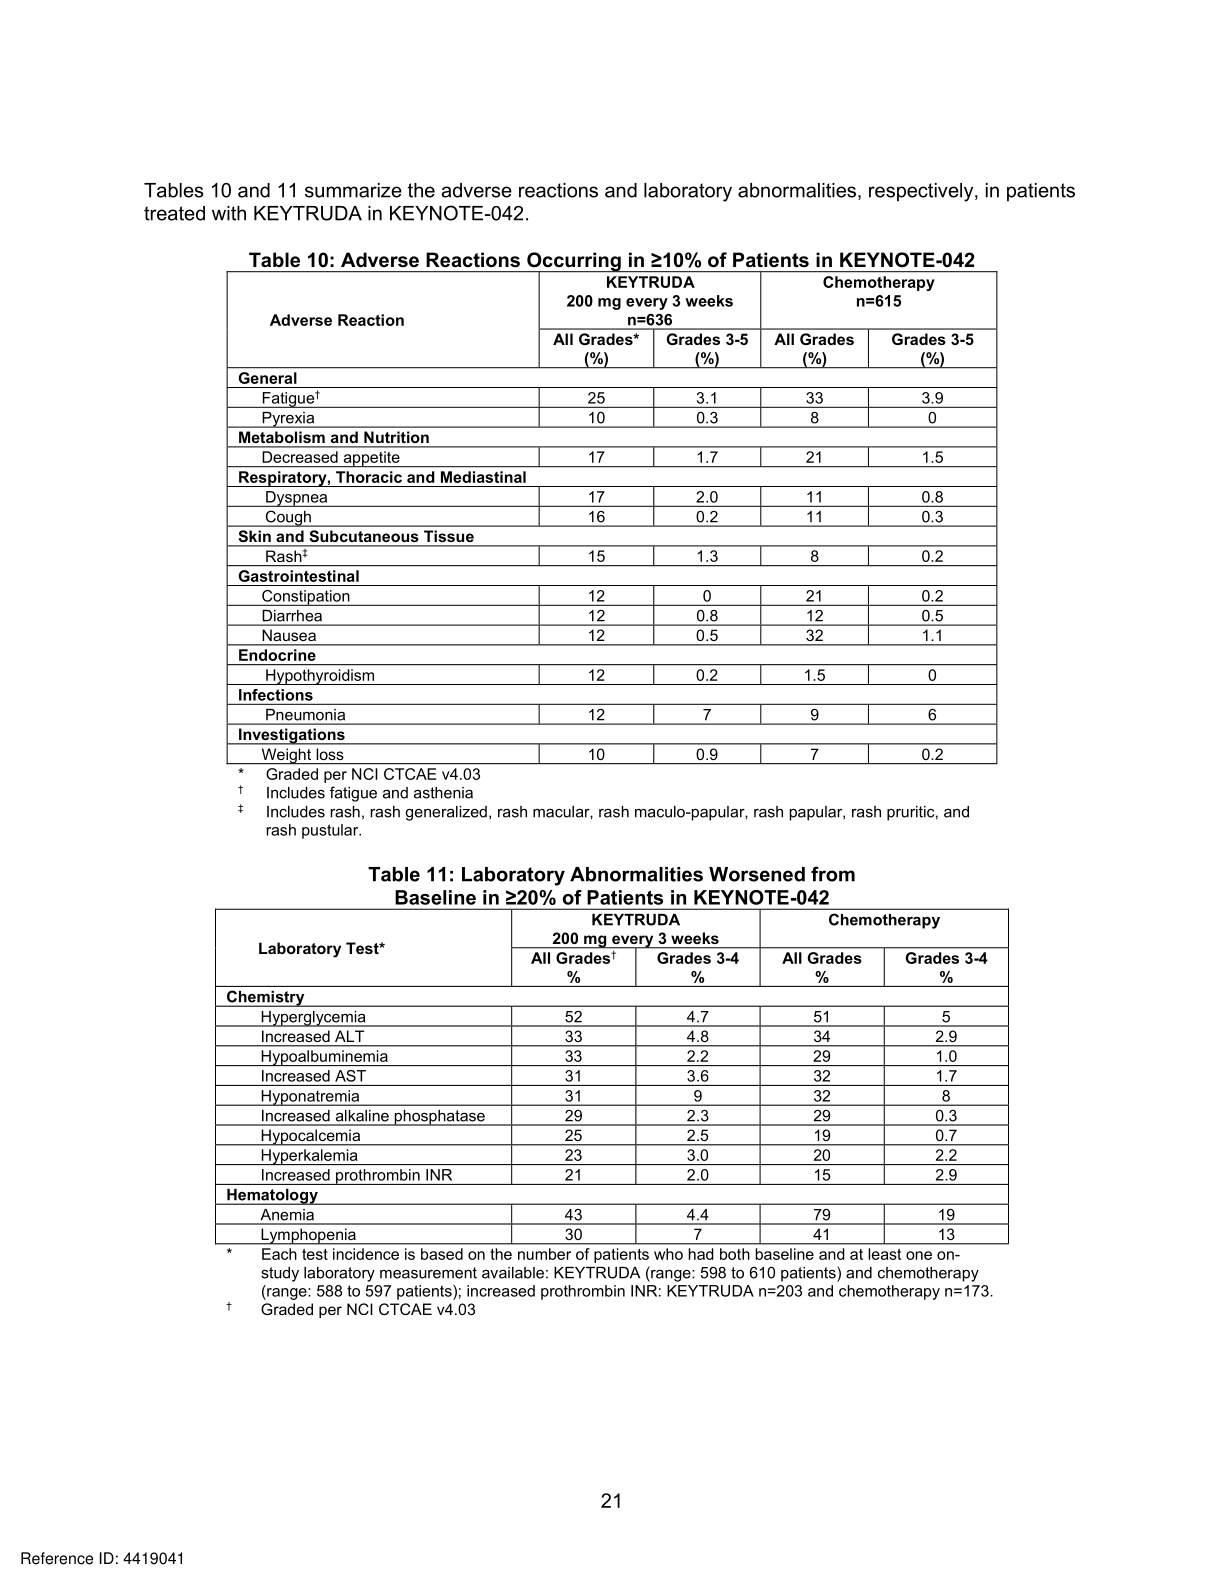 Tables 10 and 11 summarize the adverse reactions and laboratory abnormalities, respectively, in patients
treated with KEYTRUDA in KEYNOTE-042.
Table 10: Adverse Reactions Occurring in ≥10% of Patients in KEYNOTE-042
Adverse Reaction
KEYTRUDA
200 mg every 3 weeks
n=636
Chemotherapy
n=615
All Grades*
(%)
Grades 3-5
(%)
All Grades
(%)
Grades 3-5
(%)
General
Fatigue† 25 3.1 33 3.9
Pyrexia 10 0.3 8 0
Metabolism and Nutrition
Decreased appetite 17 1.7 21 1.5
Respiratory, Thoracic and Mediastinal
Dyspnea 17 2.0 11 0.8
Cough 16 0.2 11 0.3
Skin and Subcutaneous Tissue
Rash‡ 15 1.3 8 0.2
Gastrointestinal
Constipation 12 0 21 0.2
Diarrhea 12 0.8 12 0.5
Nausea 12 0.5 32 1.1
Endocrine
Hypothyroidism 12 0.2 1.5 0
Infections
Pneumonia 12 7 9 6
Investigations
Weight loss 10 0.9 7 0.2
* Graded per NCI CTCAE v4.03
† Includes fatigue and asthenia
‡ Includes rash, rash generalized, rash macular, rash maculo-papular, rash papular, rash pruritic, and
rash pustular.
Table 11: Laboratory Abnormalities Worsened from
Baseline in ≥20% of Patients in KEYNOTE-042
Laboratory Test*
KEYTRUDA
200 mg every 3 weeks
Chemotherapy
All Grades†
%
Grades 3-4
%
All Grades
%
Grades 3-4
%
Chemistry
Hyperglycemia 52 4.7 51 5
Increased ALT 33 4.8 34 2.9
Hypoalbuminemia 33 2.2 29 1.0
Increased AST 31 3.6 32 1.7
Hyponatremia 31 9 32 8
Increased alkaline phosphatase 29 2.3 29 0.3
Hypocalcemia 25 2.5 19 0.7
Hyperkalemia 23 3.0 20 2.2
Increased prothrombin INR 21 2.0 15 2.9
Hematology
Anemia 43 4.4 79 19
Lymphopenia 30 7 41 13
* Each test incidence is based on the number of patients who had both baseline and at least one on-
study laboratory measurement available: KEYTRUDA (range: 598 to 610 patients) and chemotherapy
(range: 588 to 597 patients); increased prothrombin INR: KEYTRUDA n=203 and chemotherapy n=173.
† Graded per NCI CTCAE v4.03
21
Reference ID: 4419041